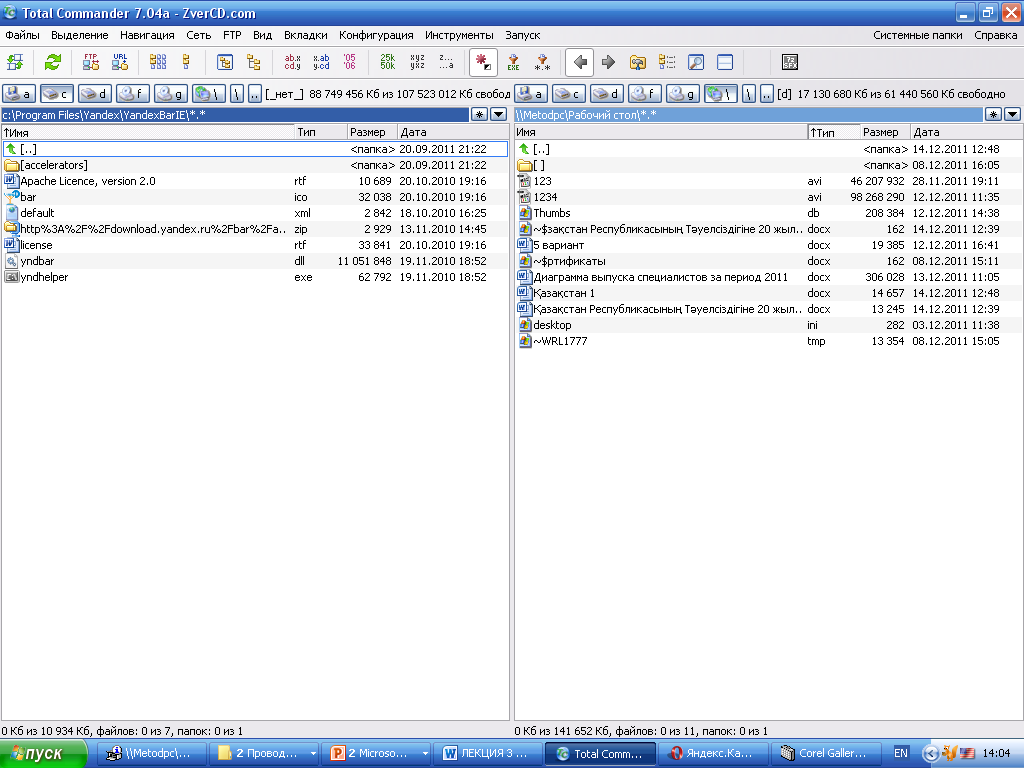 Total Commander 7.04a - ZverCD.com
Файлы Выделение Навигация Сеть FTP Вид Вкладки Конфигурация Инструменты Запуск Системные папки Справка
FTP URL ab.x cd.y x.ab y.cd '05 '06 25k 50k xyz yxz z... ...a EXE *.*
a c d f g \ \ .. [_нет_] 88 749 456 Кб из 107 523 012 Кб свобод a c d f g \ \ .. [d] 17 130 680 Кб из 61 440 560 Кб свободно
c:\Program Files\Yandex\YandexBarIE\*.* * \\Metodpc\Рабочий стол\*.* *
↑Имя Тип Размер Дата
[..] <папка> 20.09.2011 21:22
[accelerators] <папка> 20.09.2011 21:22
Apache Licence, version 2.0 rtf 10 689 20.10.2010 19:16
bar ico 32 038 20.10.2010 19:16
default xml 2 842 18.10.2010 16:25
http%3A%2F%2Fdownload.yandex.ru%2Fbar%2Fa.. zip 2 929 13.11.2010 14:45
license rtf 33 841 20.10.2010 19:16
yndbar dll 11 051 848 19.11.2010 18:52
yndhelper exe 62 792 19.11.2010 18:52
Имя ↑Тип Размер Дата
[..] <папка> 14.12.2011 12:48
[ ] <папка> 08.12.2011 16:05
123 avi 46 207 932 28.11.2011 19:11
1234 avi 98 268 290 12.12.2011 11:35
Thumbs db 208 384 12.12.2011 14:38
~$зақстан Республикасының Тәуелсіздігіне 20 жыл.. docx 162 14.12.2011 12:39
5 вариант docx 19 385 12.12.2011 16:41
~$ртификаты docx 162 08.12.2011 15:11
Диаграмма выпуска специалистов за период 2011 docx 306 028 13.12.2011 11:05
Қазақстан 1 docx 14 657 14.12.2011 12:48
Қазақстан Республикасының Тәуелсіздігіне 20 жыл.. docx 13 245 14.12.2011 12:39
desktop ini 282 03.12.2011 11:38
~WRL1777 tmp 13 354 08.12.2011 15:05
0 Кб из 10 934 Кб, файлов: 0 из 7, папок: 0 из 1 0 Кб из 141 652 Кб, файлов: 0 из 11, папок: 0 из 1
пуск \\Metodpc\... 2 Провод... 2 Microso... ЛЕКЦИЯ 3 ... Total Comm... Яндекс.Ка... Corel Galler... EN 14:04